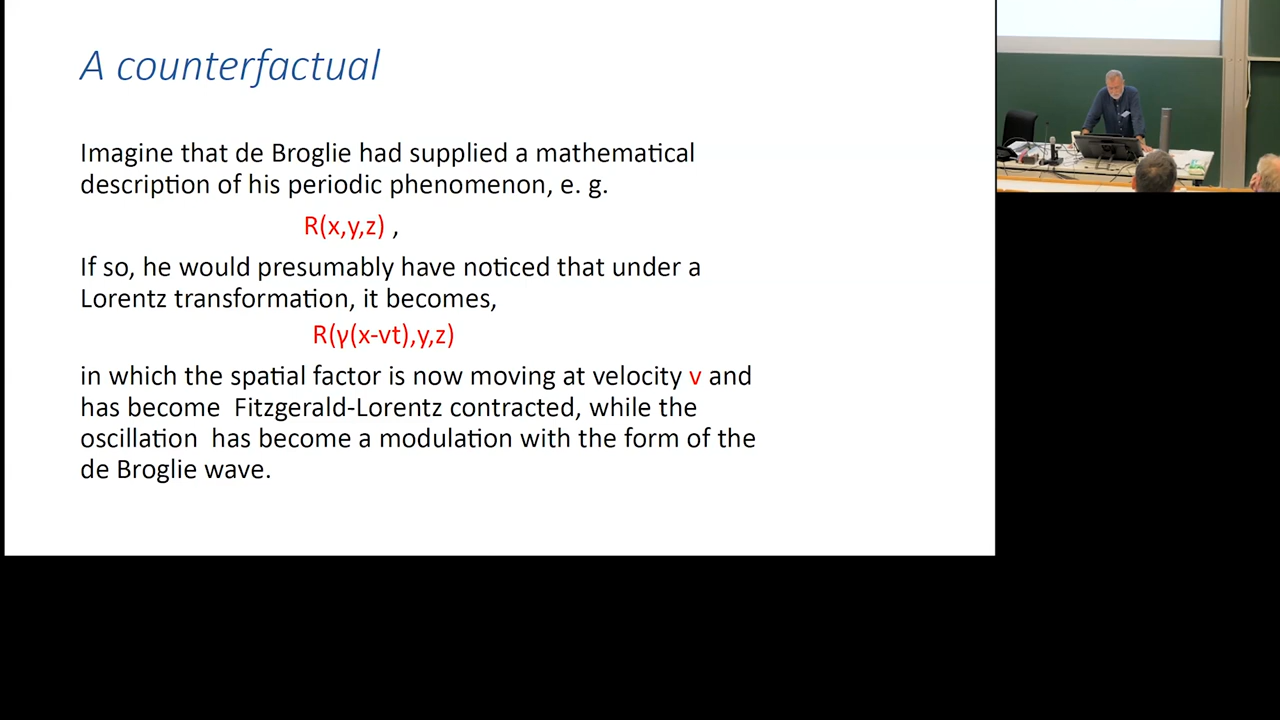 A counterfactual
Imagine that de Broglie had supplied a mathematical
description of his periodic phenomenon, e. g.
R(x,y,z) ,
If so, he would presumably have noticed that under a
Lorentz transformation, it becomes,
R(γ(x-vt),y,z)
in which the spatial factor is now moving at velocity v and
has become Fitzgerald-Lorentz contracted, while the
oscillation has become a modulation with the form of the
de Broglie wave.